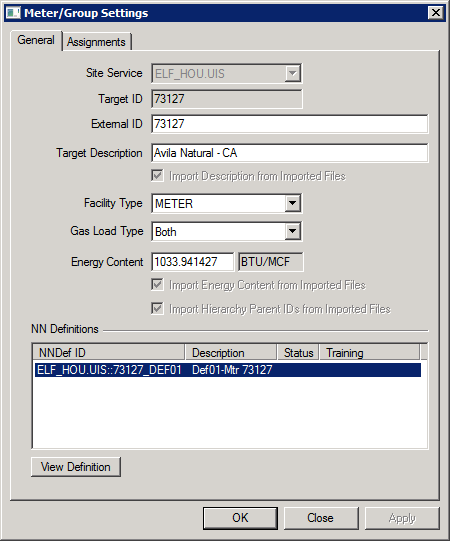 Meter/Group Settings
General Assignments
Site Service ELF_HOU.UIS
Target ID 73127
External ID 73127
Target Description Avila Natural - CA
Import Description from Imported Files
Facility Type METER
Gas Load Type Both
Energy Content 1033.941427 BTU/MCF
Import Energy Content from Imported Files
Import Hierarchy Parent IDs from Imported Files
NN Definitions
NNDef ID Description Status Training
ELF_HOU.UIS::73127_DEF01 Def01-Mtr 73127
View Definition
OK Close Apply